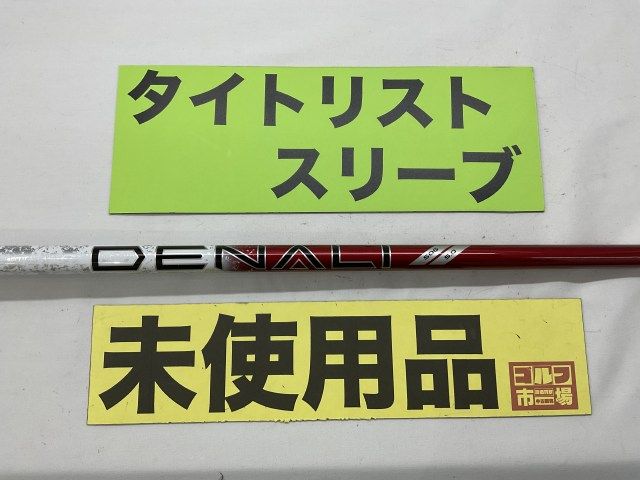 タイトリスト
スリーブ
DENALI
未使用品
ゴルフ
市場